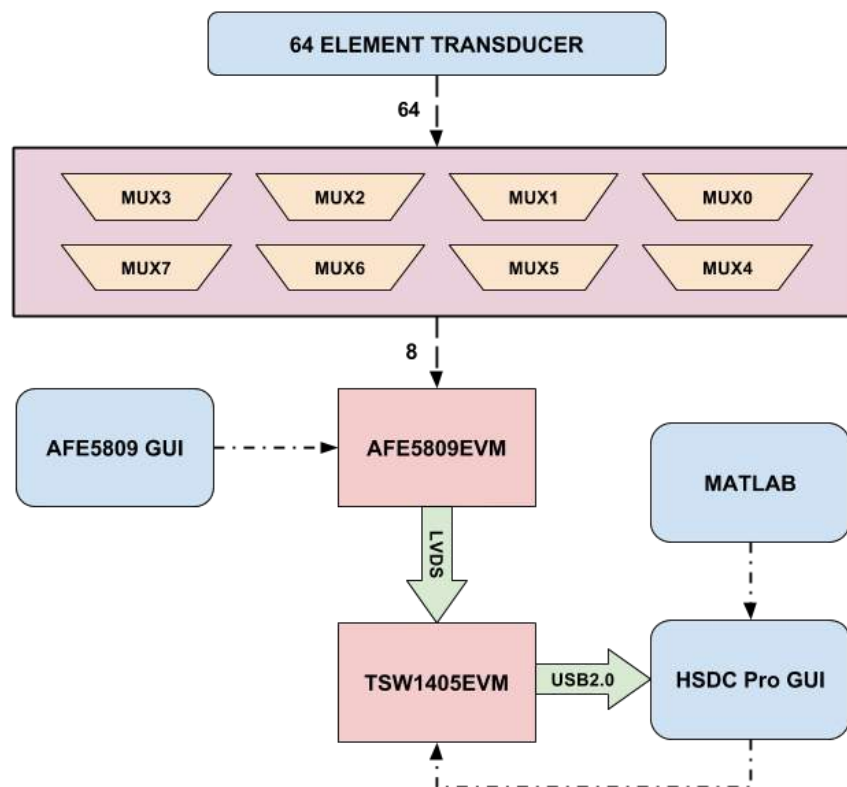 64 ELEMENT TRANSDUCER
64
MUX3 MUX2 MUX1 MUX0
MUX7 MUX6 MUX5 MUX4
8
AFE5809 GUI
AFE5809EVM
MATLAB
LVDS
TSW1405EVM
USB2.0
HSDC Pro GUI